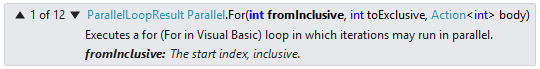 ▲ 1 of 12 ▼ ParallelLoopResult Parallel.For(int fromInclusive, int toExclusive, Action<int> body)
Executes a for (For in Visual Basic) loop in which iterations may run in parallel.
fromInclusive: The start index, inclusive.